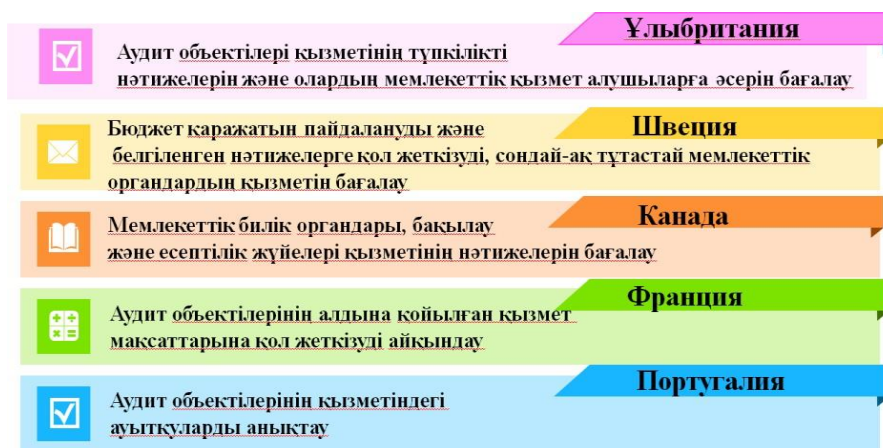 Ұлыбритания
Аудит объектілері қызметінің түпкілікті
нәтижелерін және олардың мемлекеттік қызмет алушыларға әсерін бағалау
Швеция
Бюджет қаражатын пайдалануды және
белгіленген нәтижелерге қол жеткізуді, сондай-ақ тұтастай мемлекеттік
органдардың қызметін бағалау
Канада
Мемлекеттік билік органдары, бақылау
және есептілік жүйелері қызметінің нәтижелерін бағалау
Франция
Аудит объектілерінің алдына қойылған қызмет
мақсаттарына қол жеткізуді айқындау
Португалия
Аудит объектілерінің қызметіндегі
ауытқуларды анықтау